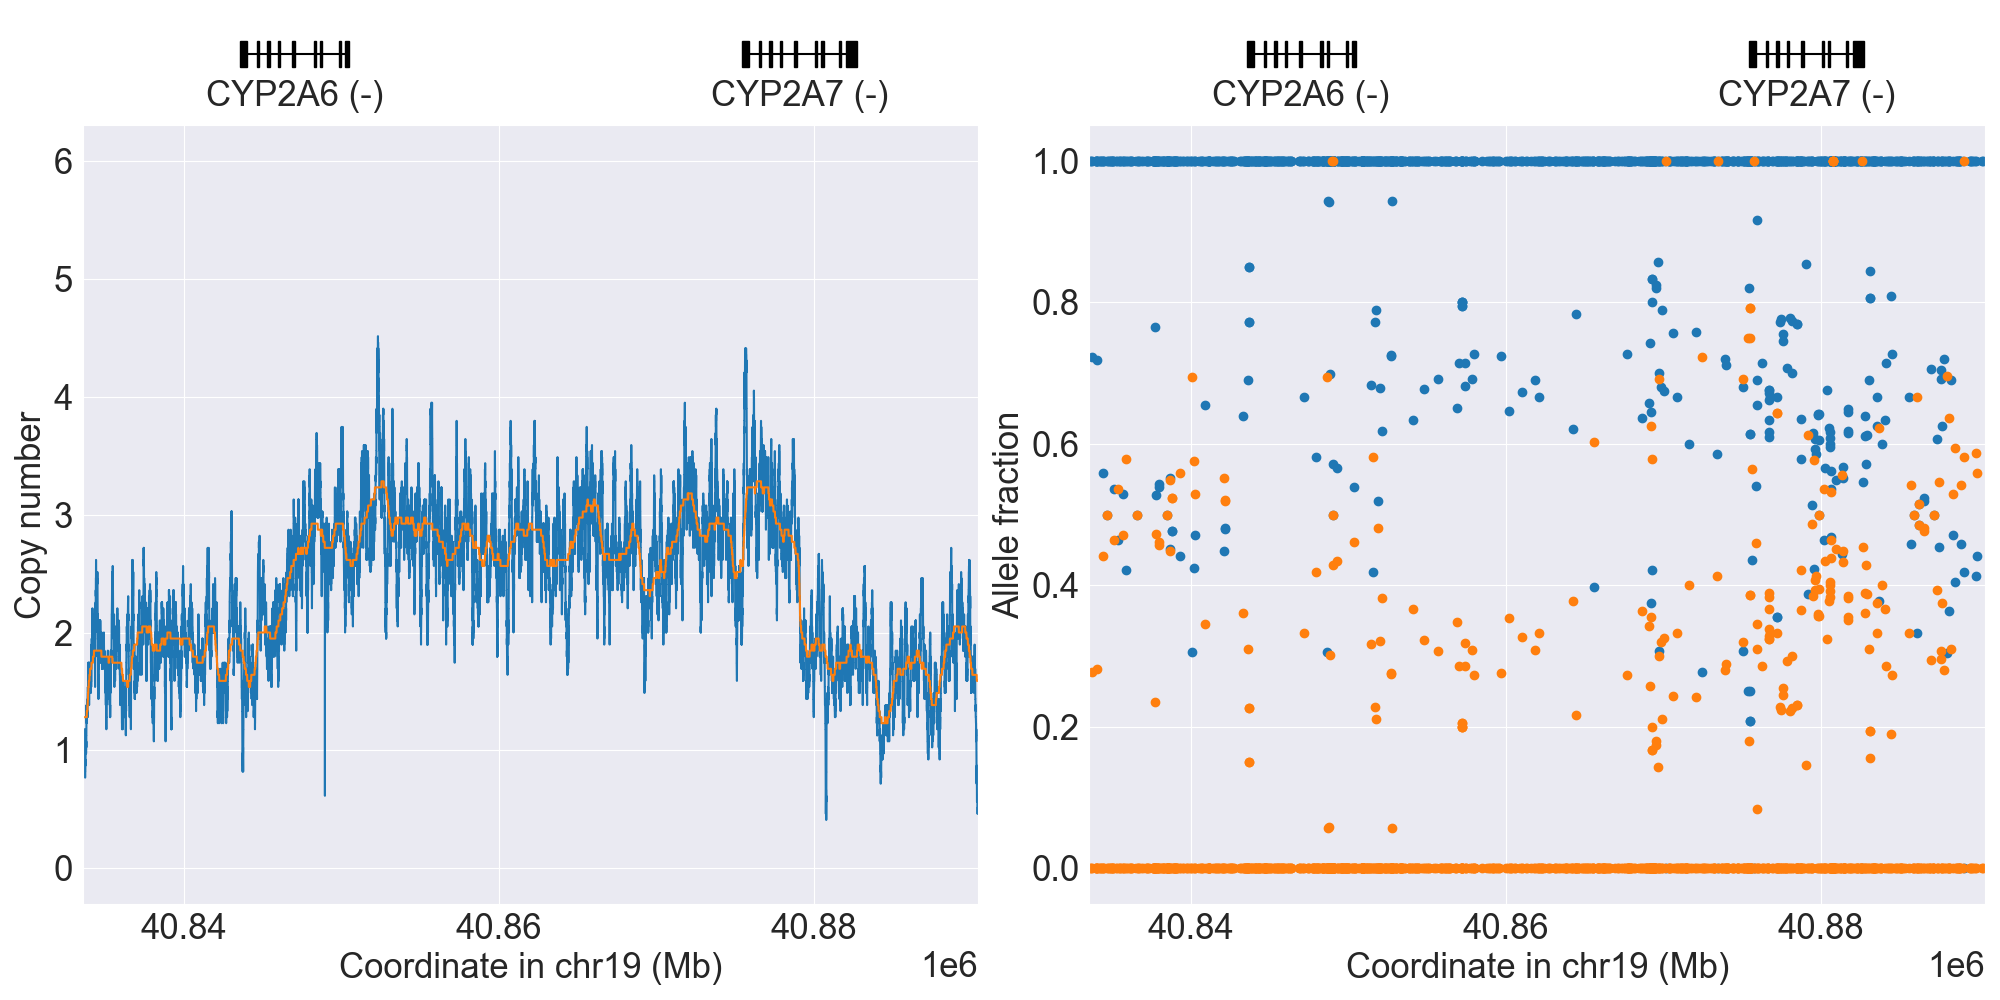 CYP2A6 (-)
CYP2A7 (-)
6
5
4
3
2
1
0
Copy number
40.84
40.86
40.88
Coordinate in chr19 (Mb)
1e6
CYP2A6 (-)
CYP2A7 (-)
1.0
0.8
0.6
0.4
0.2
0.0
Allele fraction
40.84
40.86
40.88
Coordinate in chr19 (Mb)
1e6